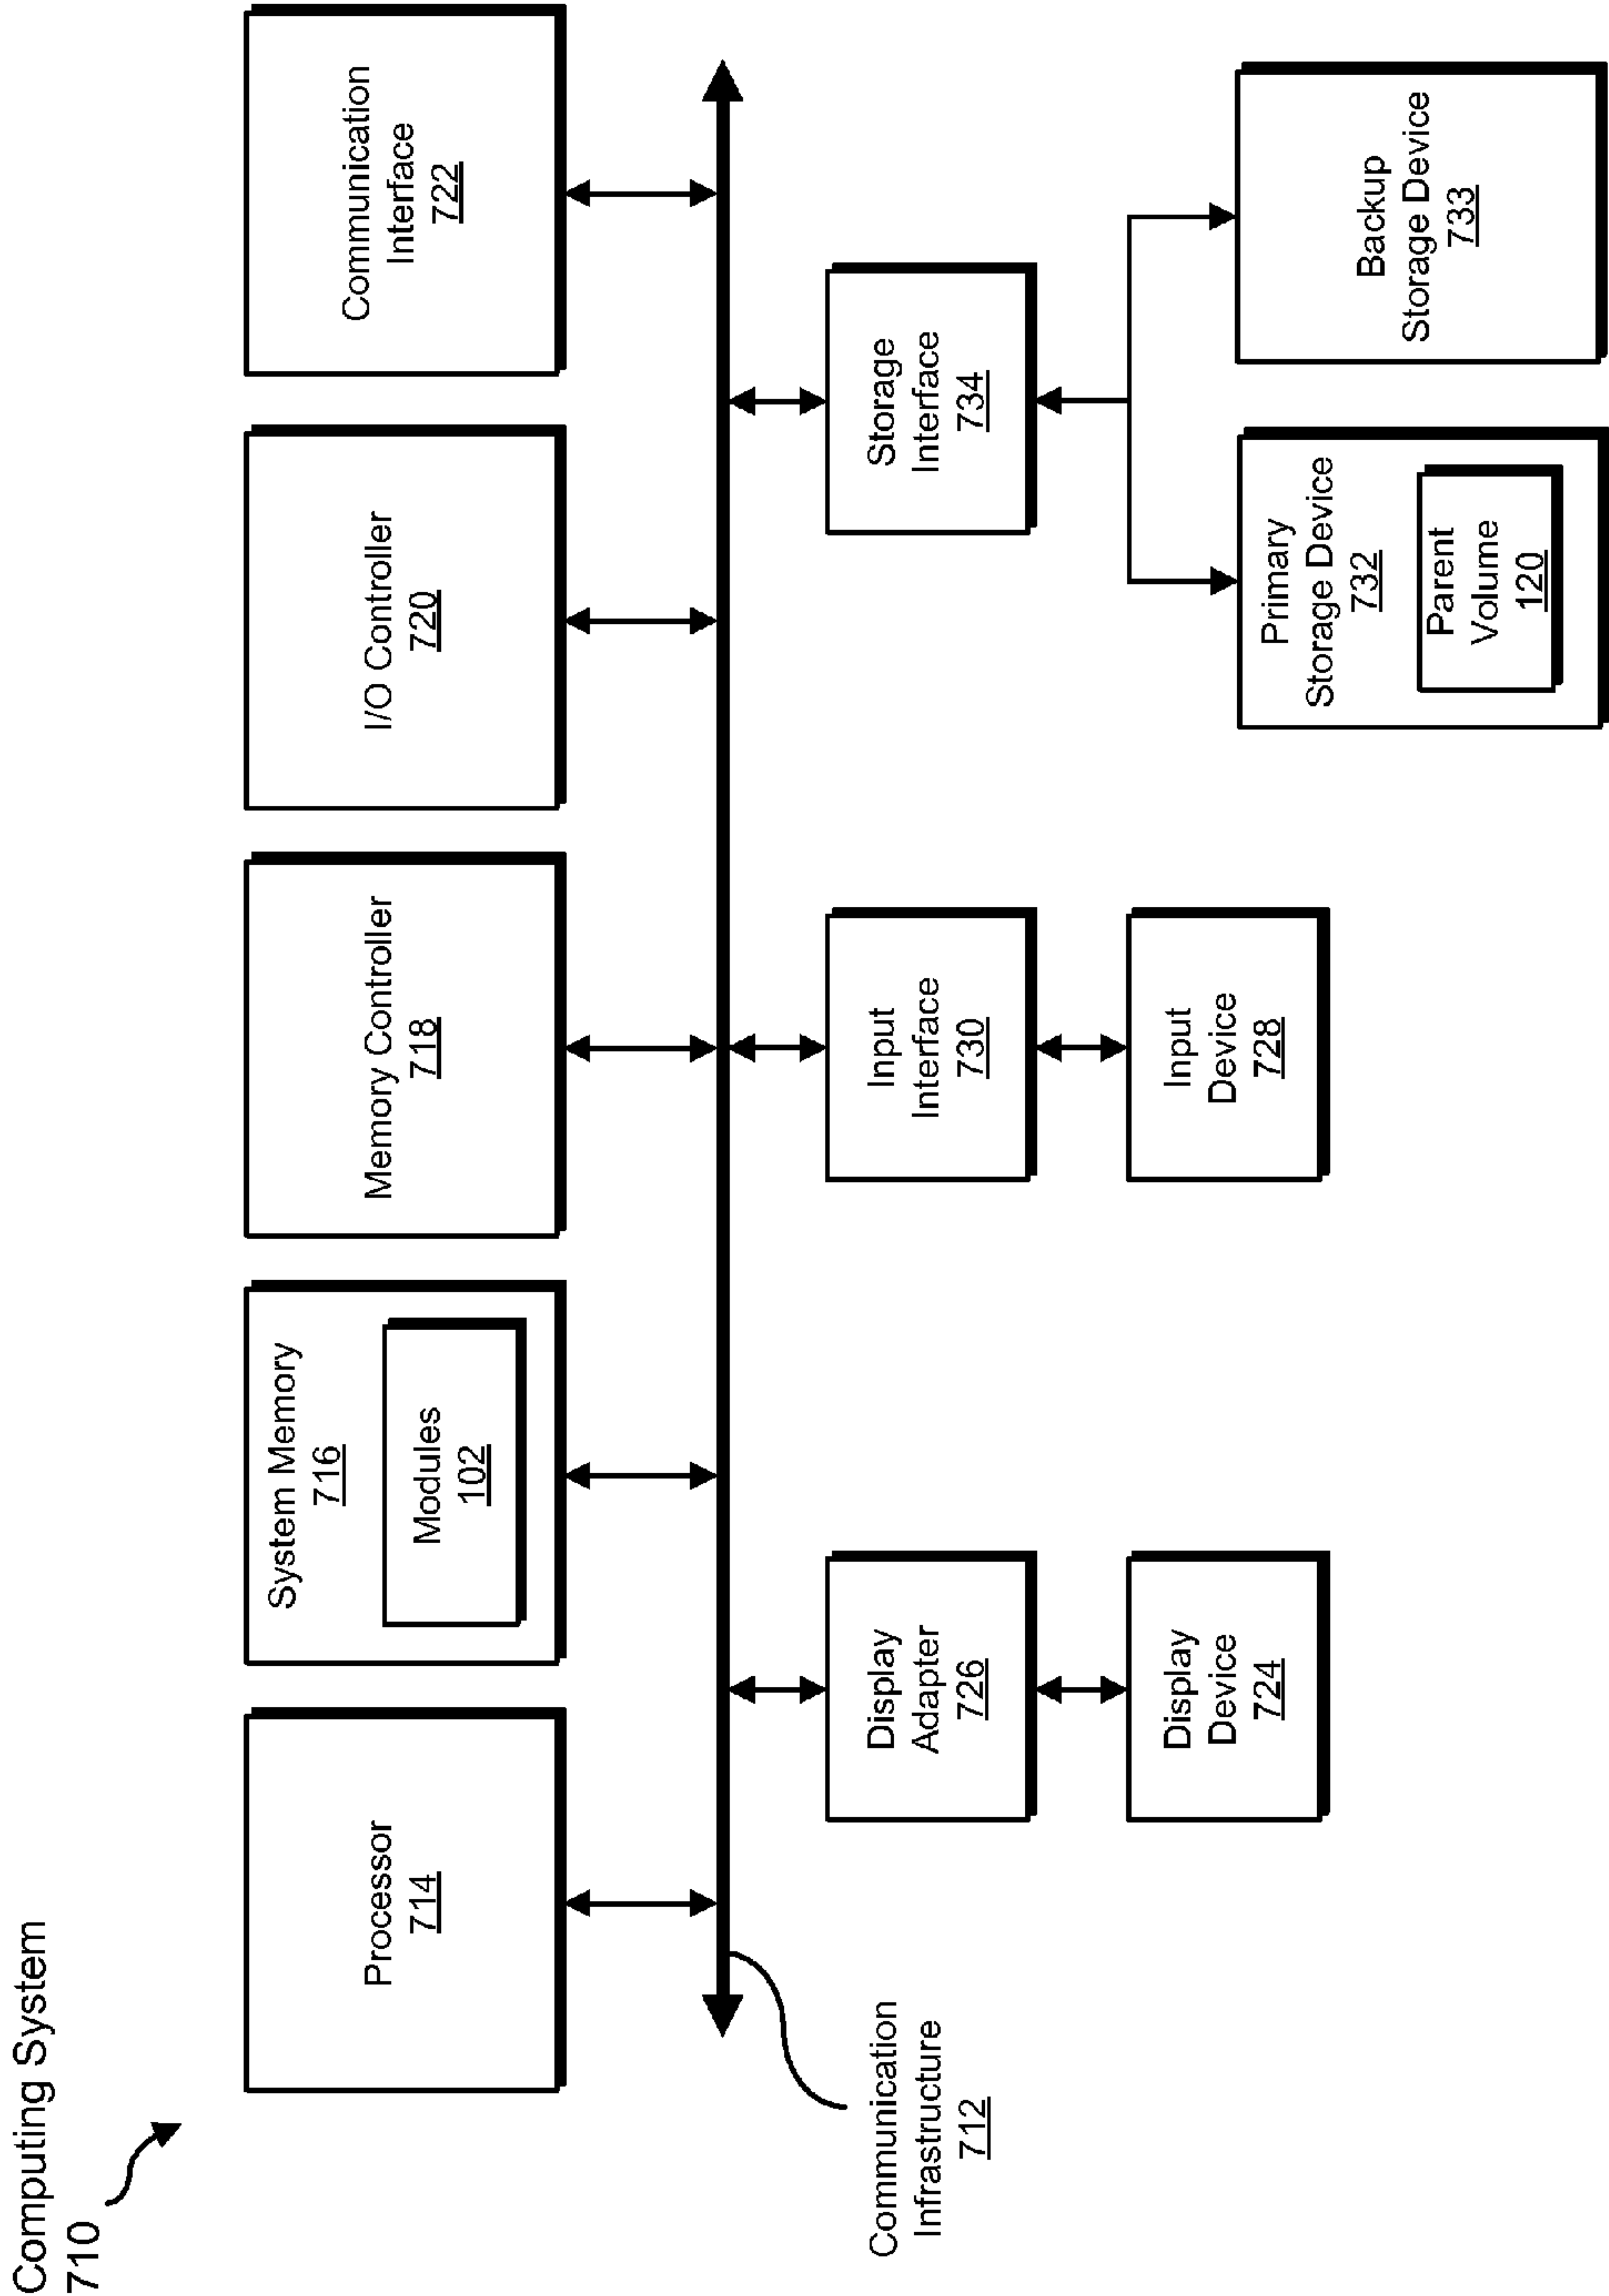 Computing System
710
Processor
714
System Memory
716
Modules
102
Memory Controller
718
I/O Controller
720
Communication
Interface
722
Communication
Infrastructure
712
Display
Adapter
726
Input
Interface
730
Storage
Interface
734
Display
Device
724
Input
Device
728
Primary
Storage Device
732
Parent
Volume
120
Backup
Storage Device
733